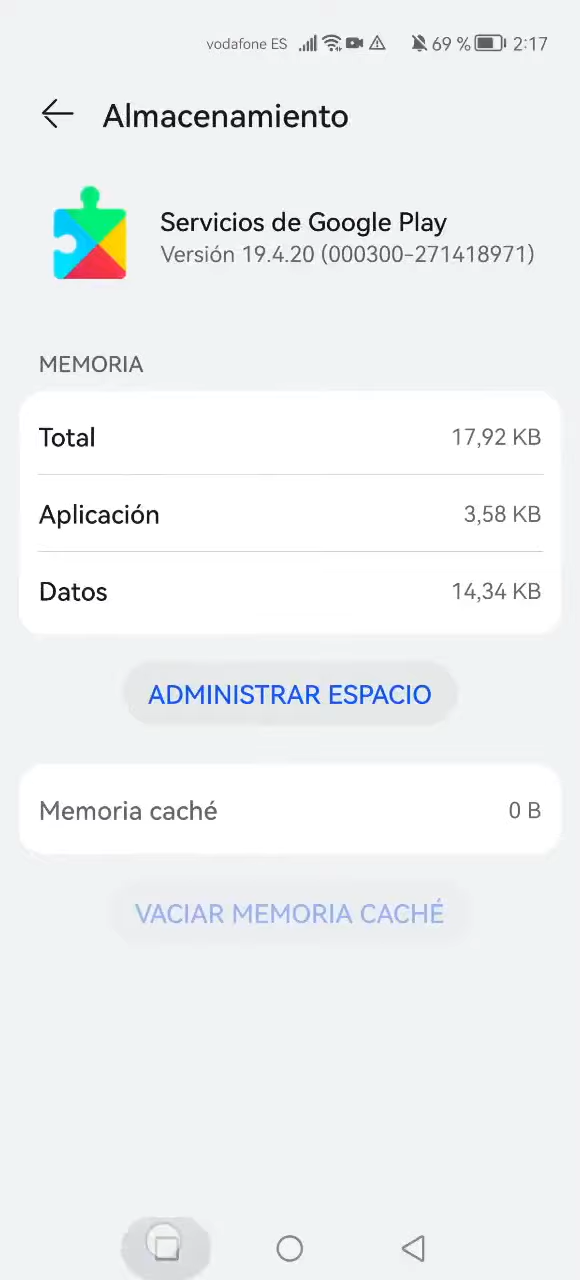 vodafone ES 69 % 2:17
Almacenamiento
Servicios de Google Play
Versión 19.4.20 (000300-271418971)
MEMORIA
Total 17,92 KB
Aplicación 3,58 KB
Datos 14,34 KB
ADMINISTRAR ESPACIO
Memoria caché 0 B
VACIAR MEMORIA CACHÉ